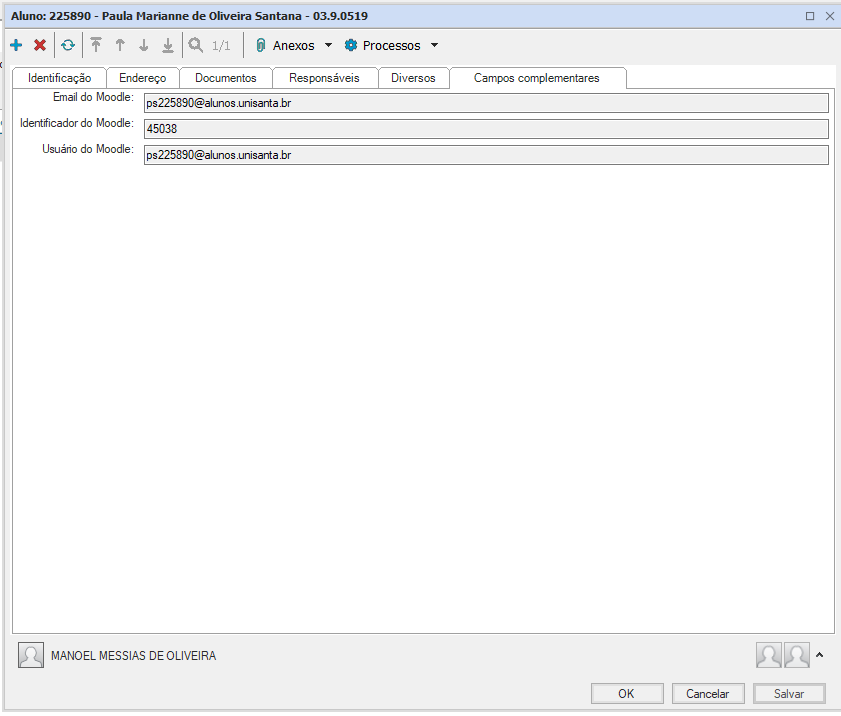 Aluno: 225890 - Paula Marianne de Oliveira Santana - 03.9.0519
1/1 Anexos Processos
Identificação Endereço Documentos Responsáveis Diversos Campos complementares
Email do Moodle: ps225890@alunos.unisanta.br
Identificador do Moodle: 45038
Usuário do Moodle: ps225890@alunos.unisanta.br
MANOEL MESSIAS DE OLIVEIRA
OK Cancelar Salvar